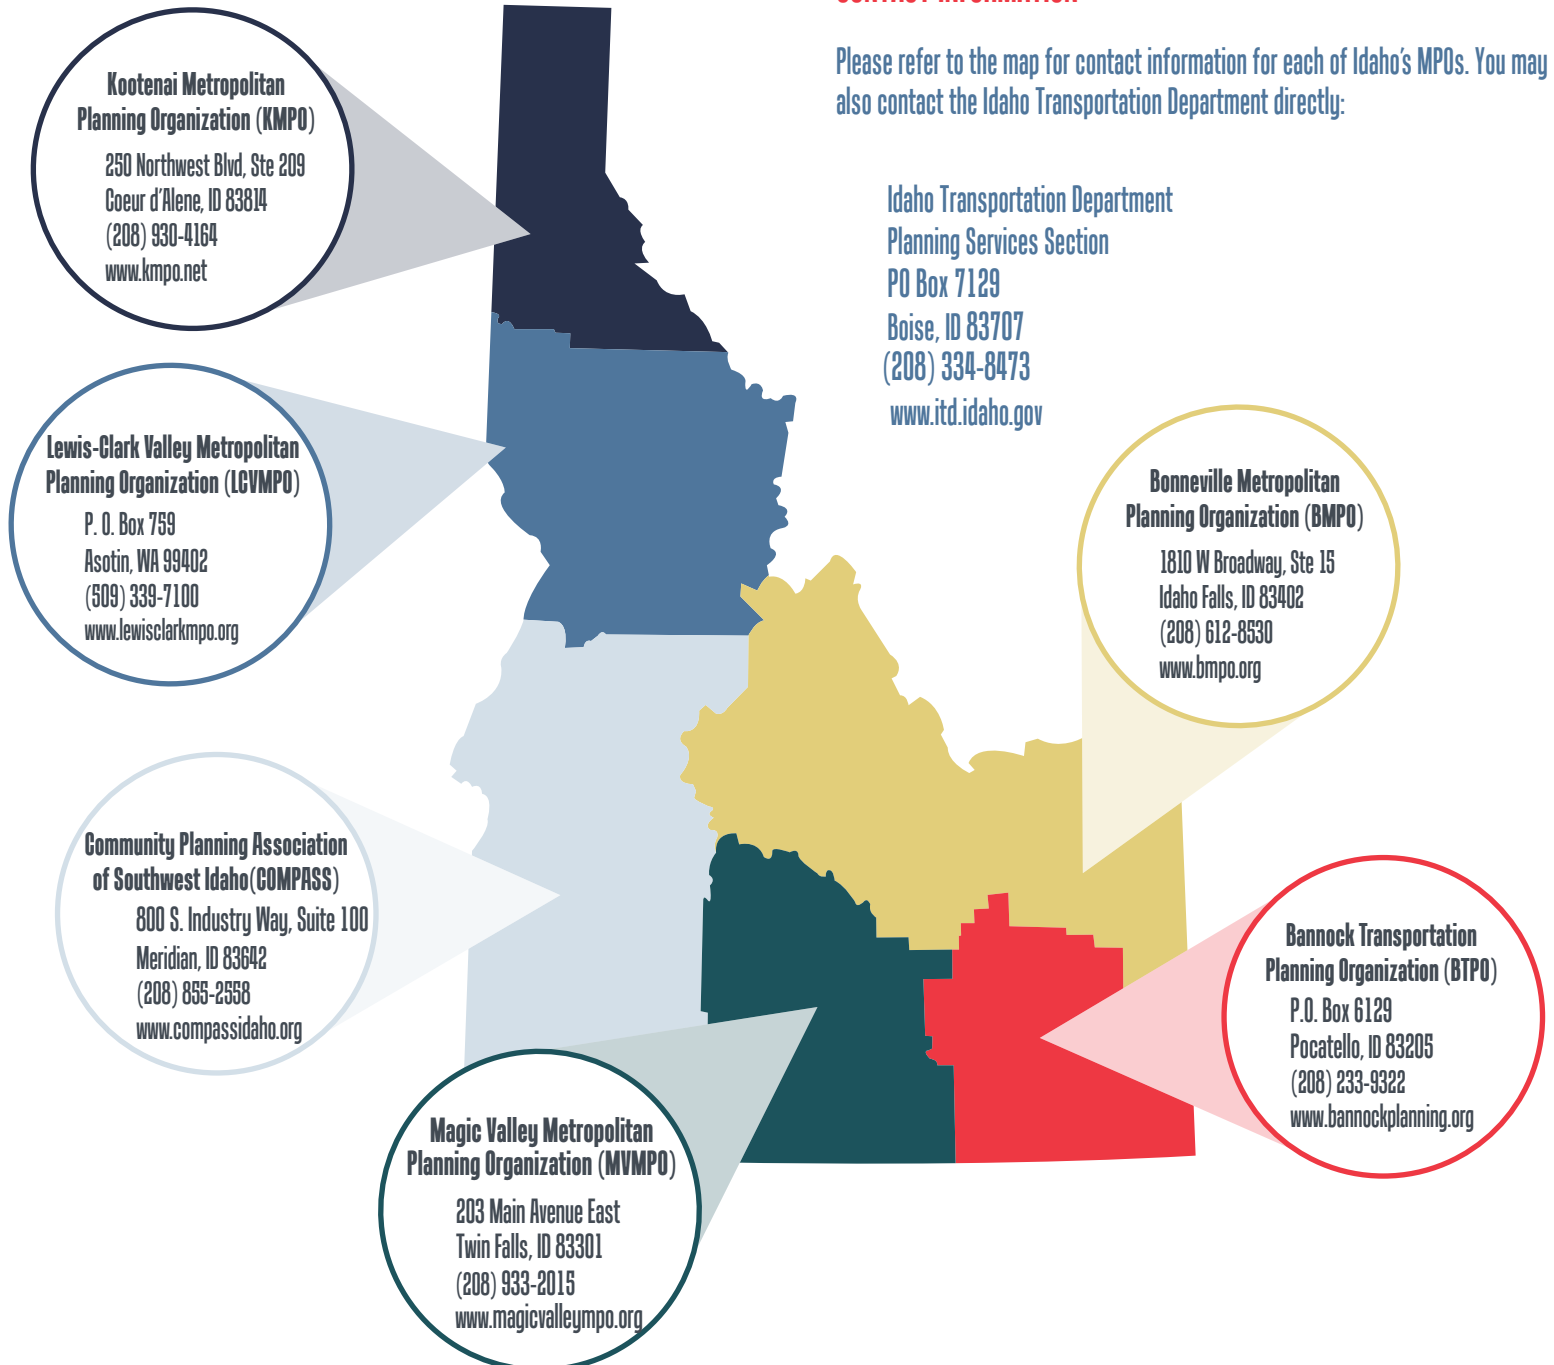 CONTACT INFORMATION
Please refer to the map for contact information for each of Idaho's MPOs. You may
also contact the Idaho Transportation Department directly:
Idaho Transportation Department
Planning Services Section
PO Box 7129
Boise, ID 83707
(208) 334-8473
www.itd.idaho.gov
Kootenai Metropolitan
Planning Organization (KMPO)
250 Northwest Blvd, Ste 209
Coeur d'Alene, ID 83814
(208) 930-4164
www.kmpo.net
Lewis-Clark Valley Metropolitan
Planning Organization (LCVMPO)
P. O. Box 759
Asotin, WA 99402
(509) 339-7100
www.lewisclarkmpo.org
Bonneville Metropolitan
Planning Organization (BMPO)
1810 W Broadway, Ste 15
Idaho Falls, ID 83402
(208) 612-8530
www.bmpo.org
Community Planning Association
of Southwest Idaho(COMPASS)
800 S. Industry Way, Suite 100
Meridian, ID 83642
(208) 855-2558
www.compassidaho.org
Bannock Transportation
Planning Organization (BTPO)
P.O. Box 6129
Pocatello, ID 83205
(208) 233-9322
www.bannockplanning.org
Magic Valley Metropolitan
Planning Organization (MVMPO)
203 Main Avenue East
Twin Falls, ID 83301
(208) 933-2015
www.magicvalleympo.org